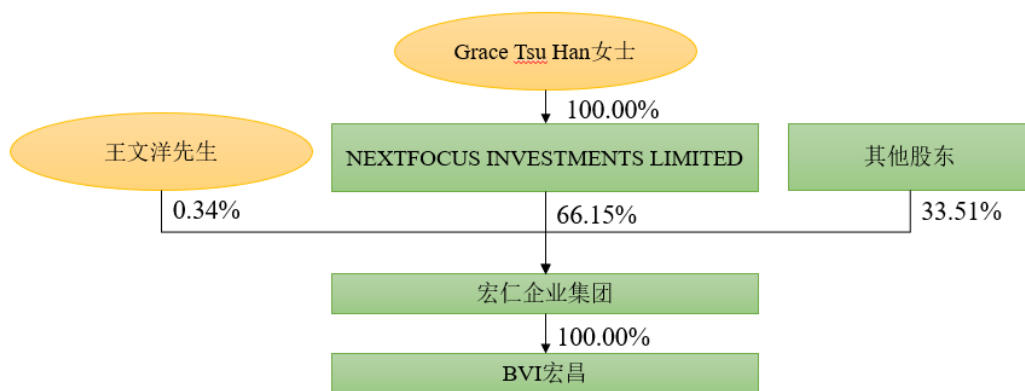 Grace Tsu Han女士
100.00%
王文洋先生
NEXTFOCUS INVESTMENTS LIMITED
其他股东
0.34%
66.15%
33.51%
宏仁企业集团
100.00%
BVI宏昌